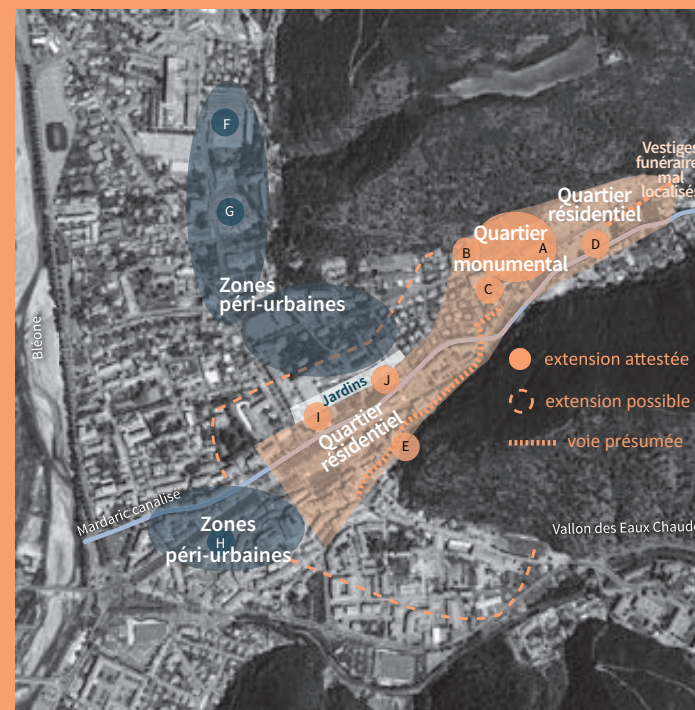 F
Vestiges
funéraire
mal
localisés
Quartier
résidentiel
G
Quartier
monumental
A
B
D
C
Zones
péri-urbaines
Bléone
extension attestée
extension possible
voie présumée
Jardins
J
I
Quartier
résidentiel
E
Mardaric canalisé
Zones
péri-urbaines
H
Vallon des Eaux Chaude